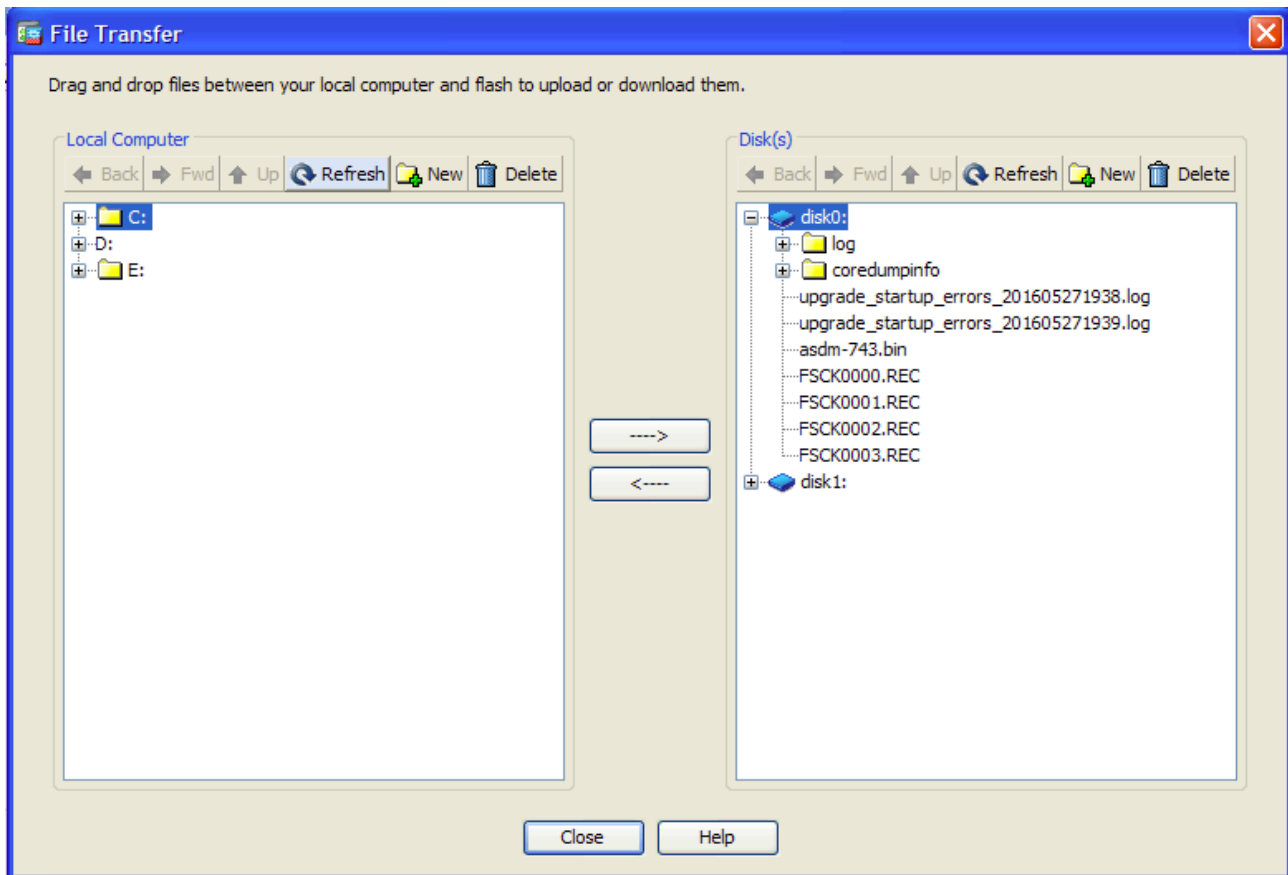 File Transfer
Drag and drop files between your local computer and flash to upload or download them.
Local Computer
Back Fwd Up Refresh New Delete
C:
D:
E:
---->
<----
Disk(s)
Back Fwd Up Refresh New Delete
disk0:
log
coredumpinfo
upgrade_startup_errors_201605271938.log
upgrade_startup_errors_201605271939.log
asdm-743.bin
FSCK0000.REC
FSCK0001.REC
FSCK0002.REC
FSCK0003.REC
disk1:
Close Help